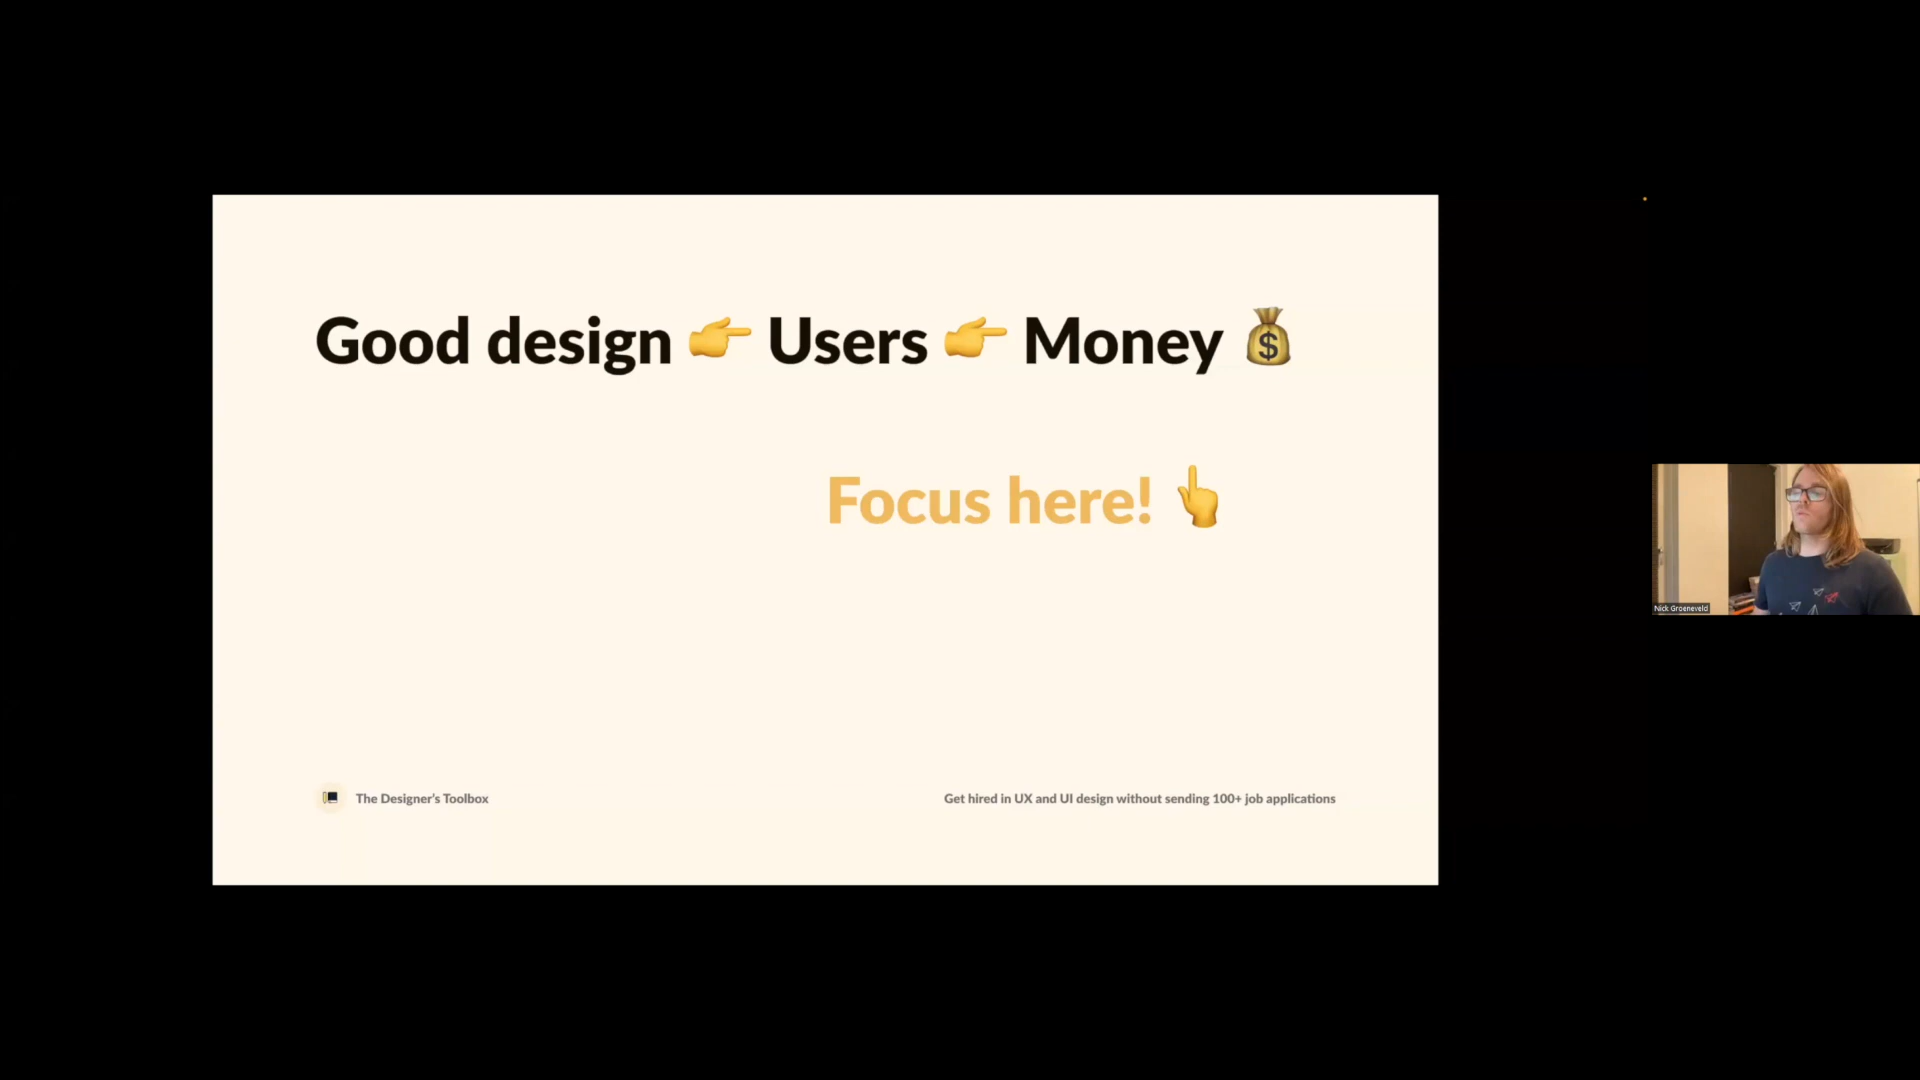 Good design 👉 Users 👉 Money 💰
Focus here! 👆
The Designer's Toolbox
Get hired in UX and UI design without sending 100+ job applications
Nick Groeneveld